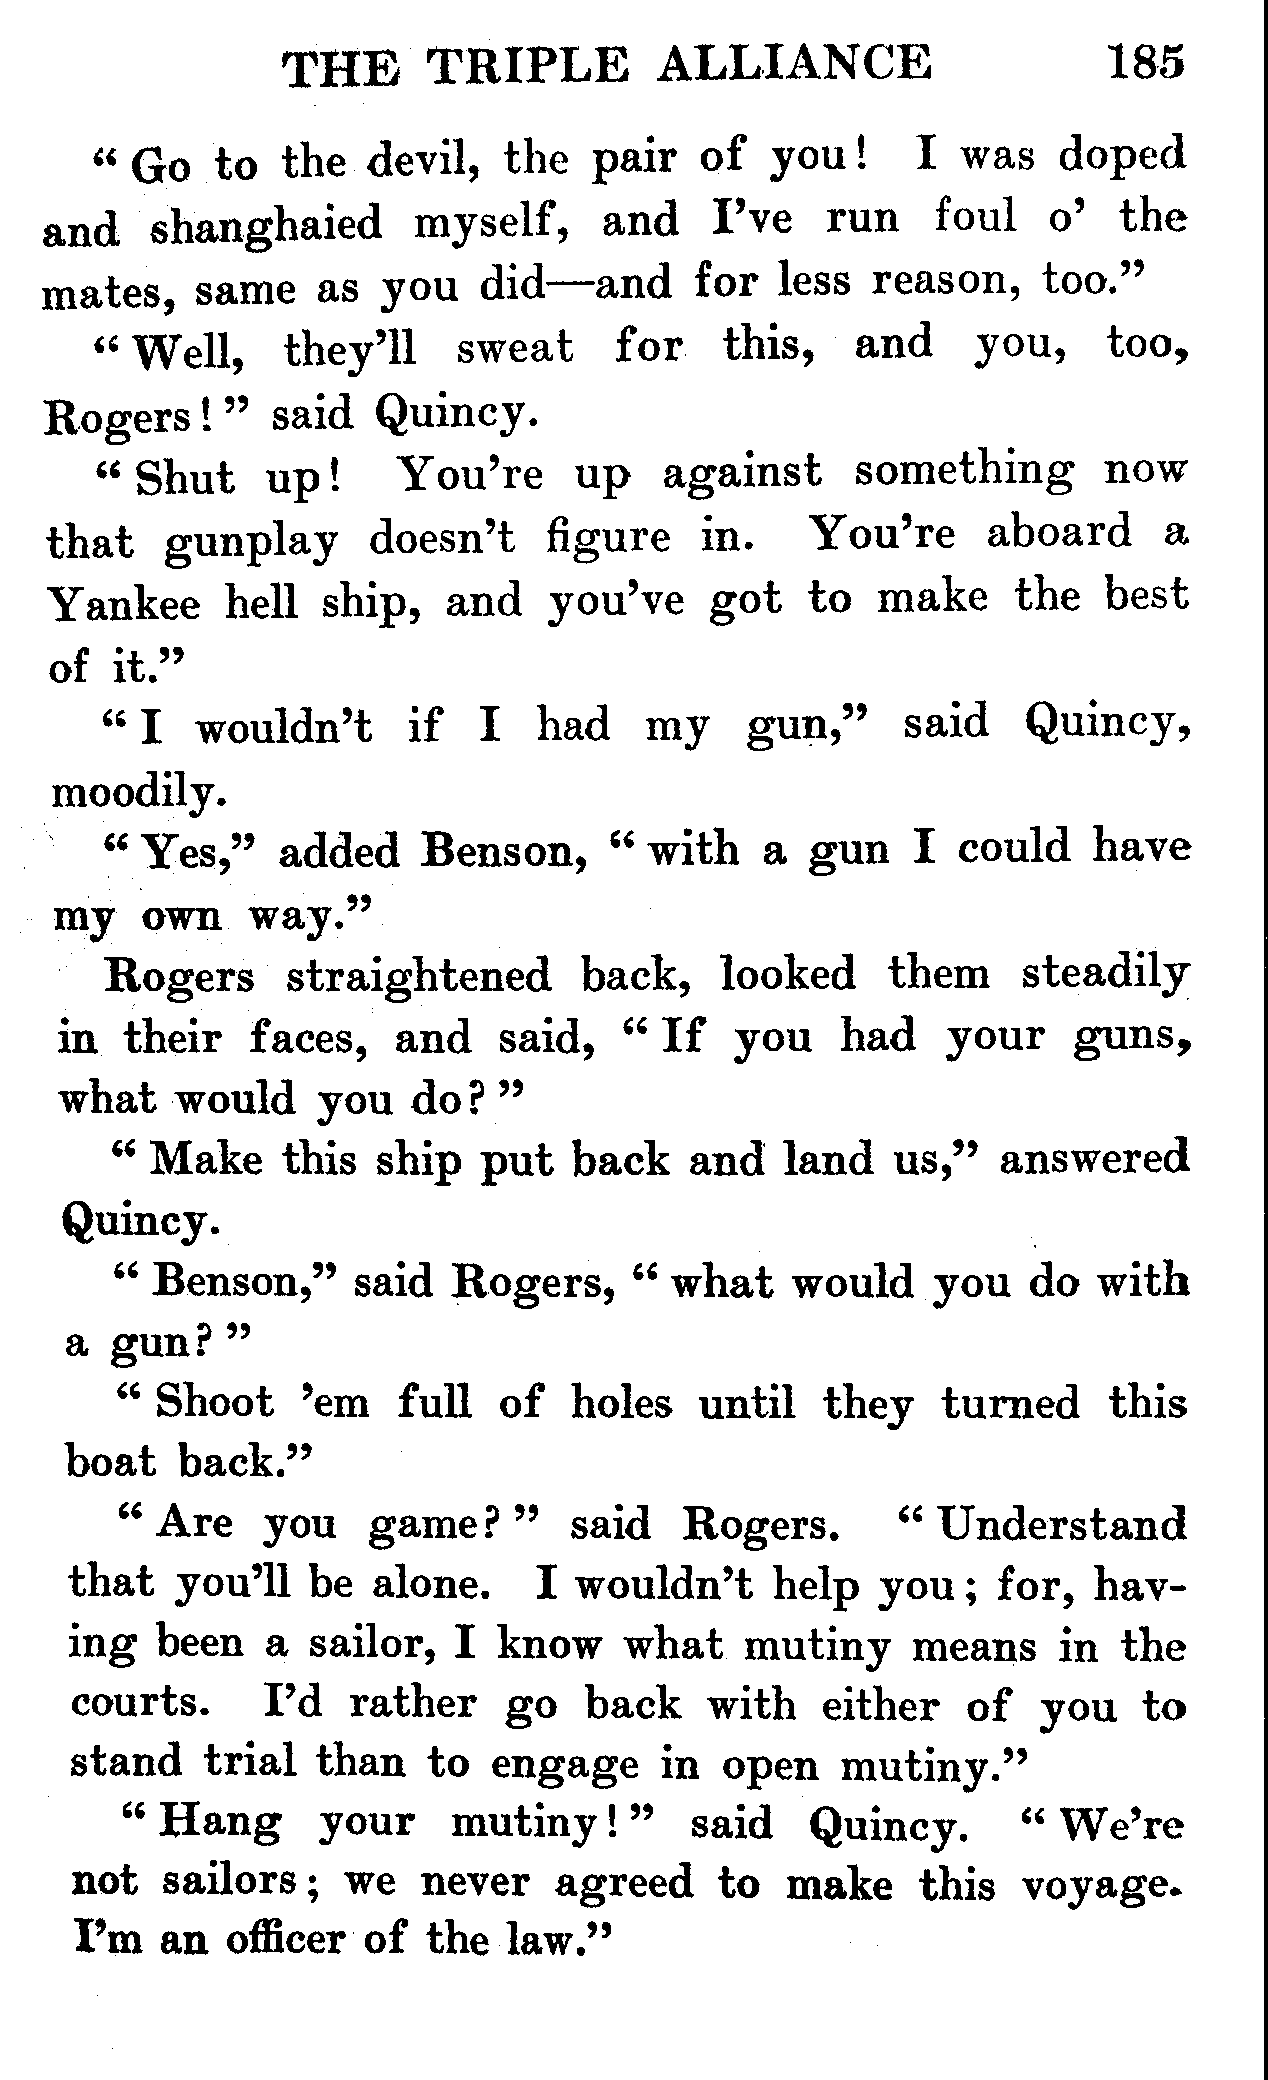 THE TRIPLE ALLIANCE 185
“Go to the devil, the pair of you! I was doped
and shanghaied myself, and I’ve run foul o’ the
mates, same as you did—and for less reason, too.”
“Well, they’ll sweat for this, and you, too,
Rogers!” said Quincy.
“Shut up! You’re up against something now
that gunplay doesn’t figure in. You’re aboard a
Yankee hell ship, and you’ve got to make the best
of it.”
“I wouldn’t if I had my gun,” said Quincy,
moodily.
“Yes,” added Benson, “with a gun I could have
my own way.”
Rogers straightened back, looked them steadily
in their faces, and said, “If you had your guns,
what would you do?”
“Make this ship put back and land us,” answered
Quincy.
“Benson,” said Rogers, “what would you do with
a gun?”
“Shoot ’em full of holes until they turned this
boat back.”
“Are you game?” said Rogers. “Understand
that you’ll be alone. I wouldn’t help you; for, hav-
ing been a sailor, I know what mutiny means in the
courts. I’d rather go back with either of you to
stand trial than to engage in open mutiny.”
“Hang your mutiny!” said Quincy. “We’re
not sailors; we never agreed to make this voyage.
I’m an officer of the law.”